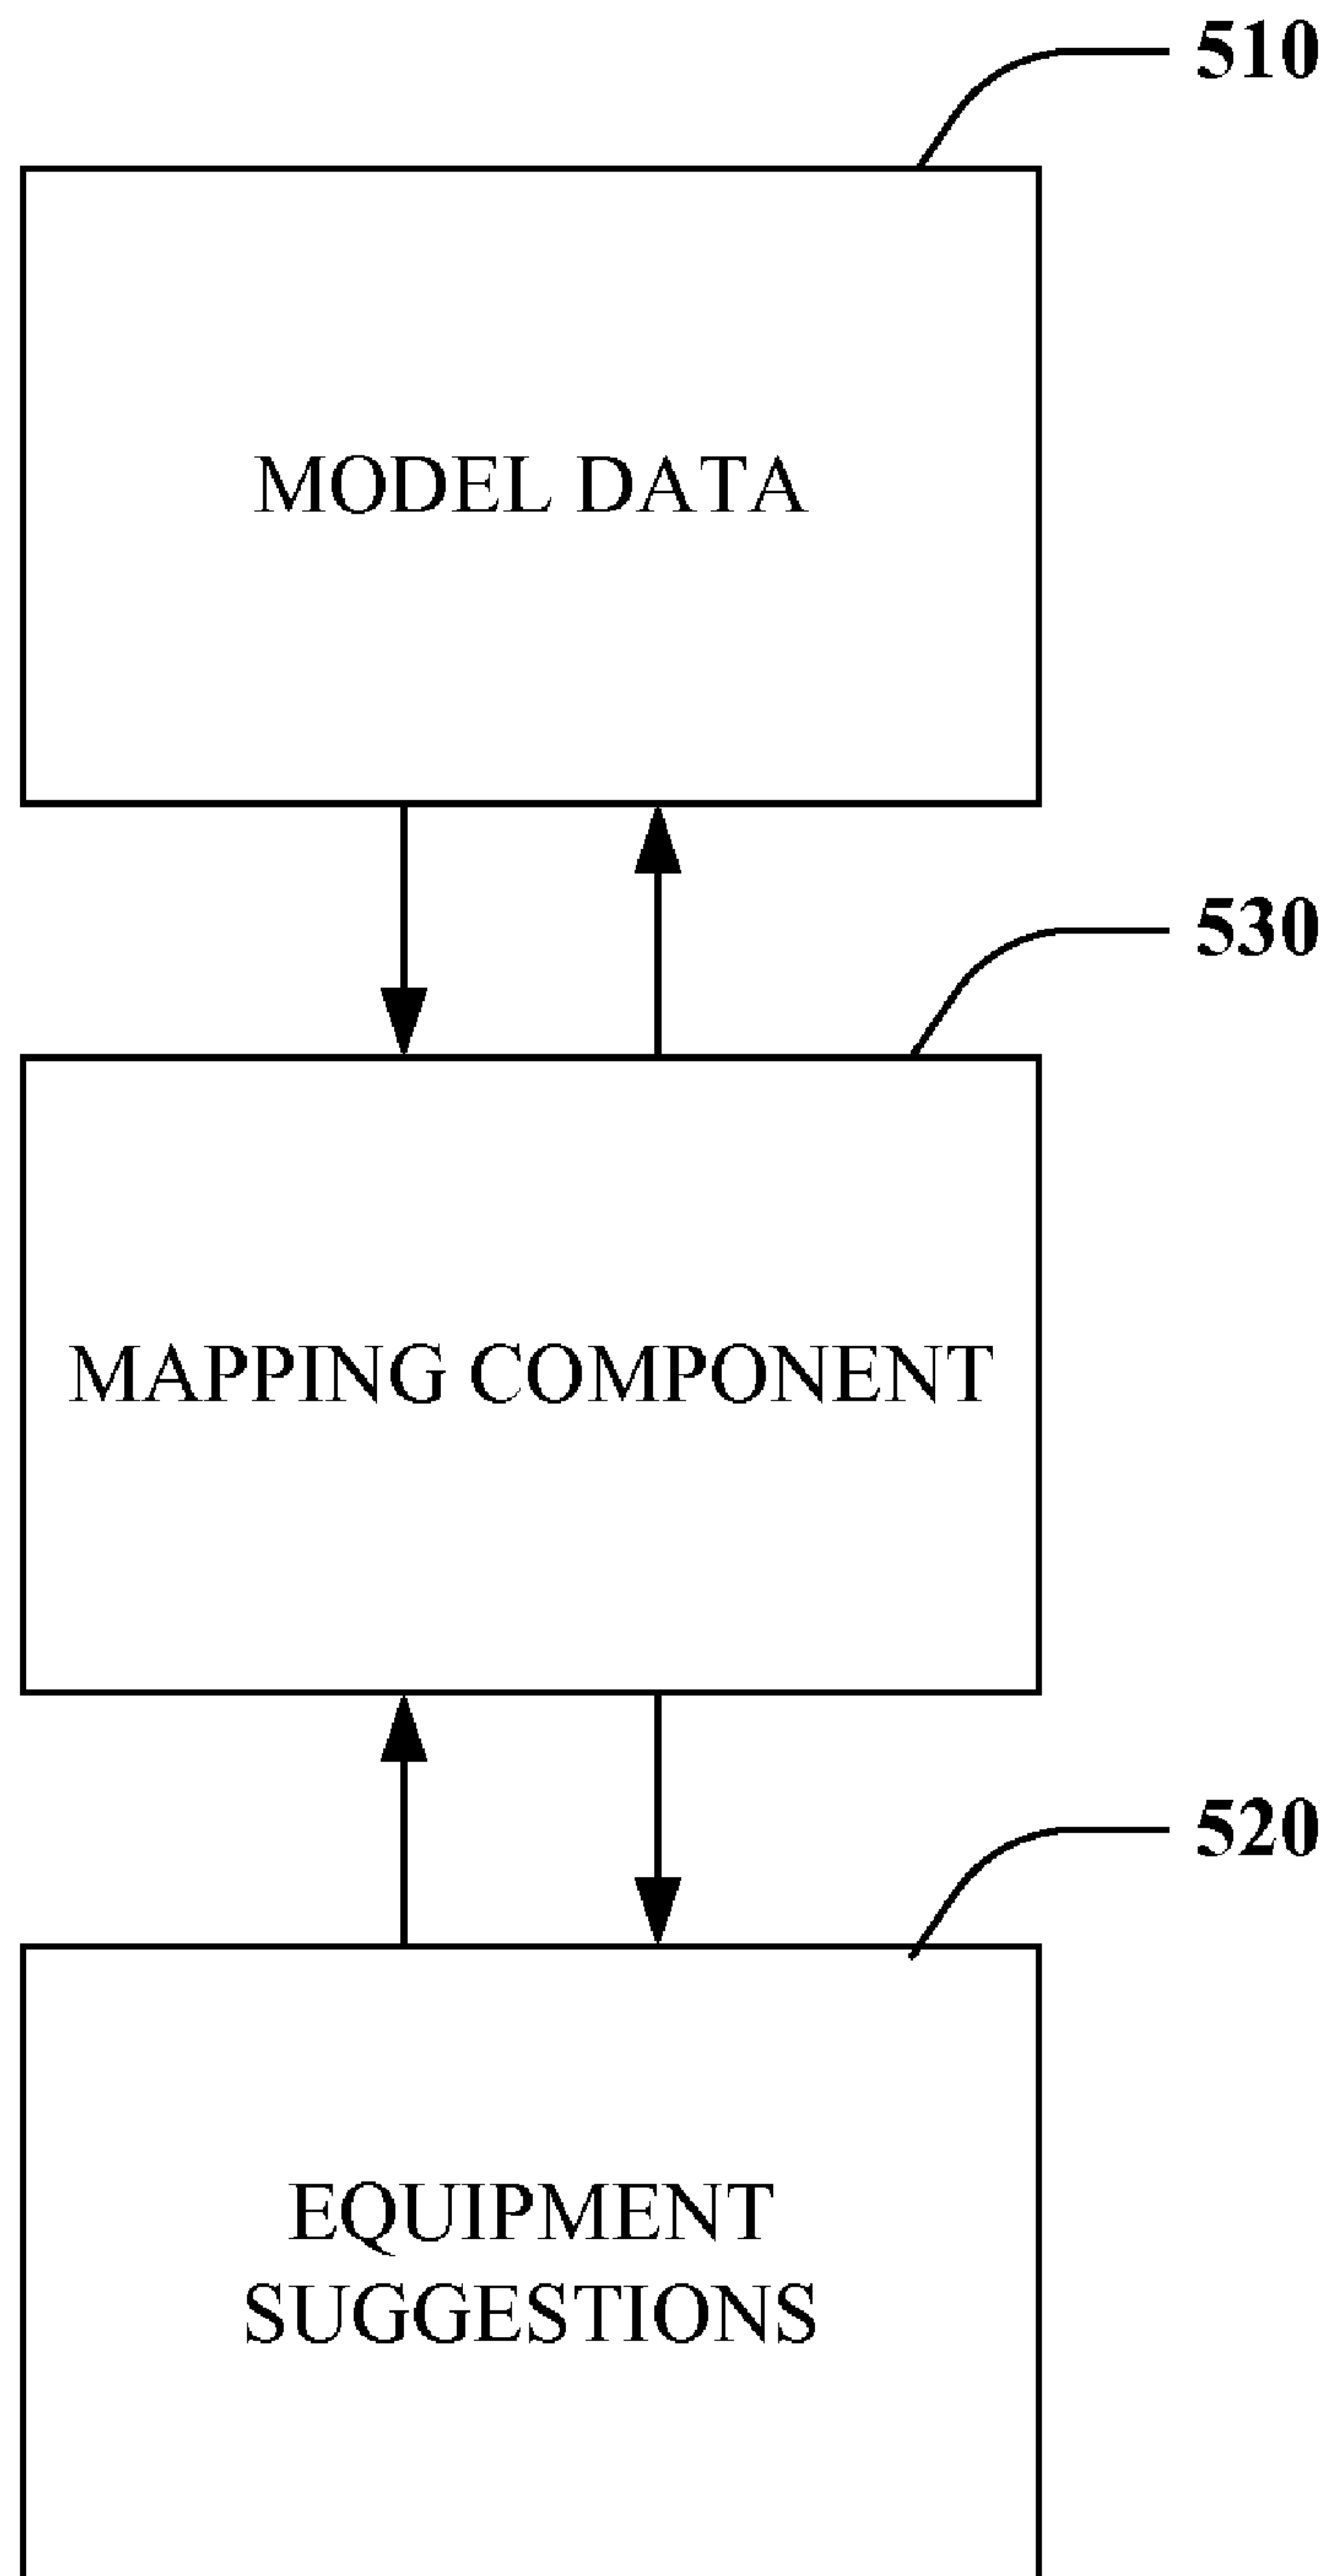 510
MODEL DATA
530
MAPPING COMPONENT
520
EQUIPMENT
SUGGESTIONS